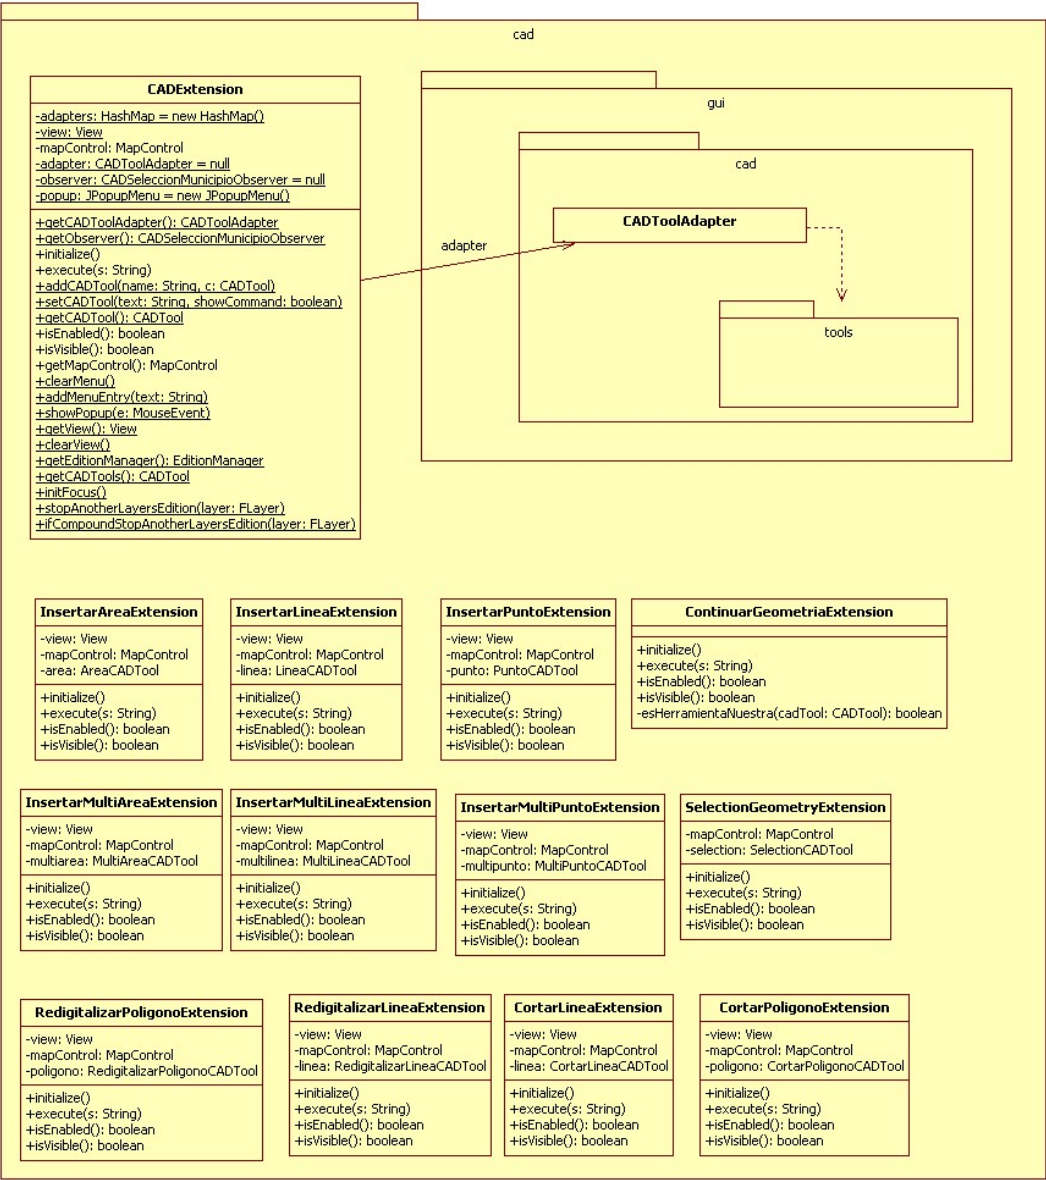 cad
CADExtension
-adapters: HashMap = new HashMap()
-view: View
-mapControl: MapControl
-adapter: CADToolAdapter = null
-observer: CADSeleccionMunicipioObserver = null
-popup: JPopupMenu = new JPopupMenu()
+getCADToolAdapter(): CADToolAdapter
+getObserver(): CADSeleccionMunicipioObserver
+initialize()
+execute(s: String)
+addCADTool(name: String, c: CADTool)
+setCADTool(text: String, showCommand: boolean)
+getCADTool(): CADTool
+isEnabled(): boolean
+isVisible(): boolean
+getMapControl(): MapControl
+clearMenu()
+addMenuEntry(text: String)
+showPopup(e: MouseEvent)
+getView(): View
+clearView()
+getEditionManager(): EditionManager
+getCADTools(): CADTool
+initFocus()
+stopAnotherLayersEdition(layer: FLayer)
+ifCompoundStopAnotherLayersEdition(layer: FLayer)
adapter
gui
cad
CADToolAdapter
tools
InsertarAreaExtension
-view: View
-mapControl: MapControl
-area: AreaCADTool
+initialize()
+execute(s: String)
+isEnabled(): boolean
+isVisible(): boolean
InsertarLineaExtension
-view: View
-mapControl: MapControl
-linea: LineaCADTool
+initialize()
+execute(s: String)
+isEnabled(): boolean
+isVisible(): boolean
InsertarPuntoExtension
-view: View
-mapControl: MapControl
-punto: PuntoCADTool
+initialize()
+execute(s: String)
+isEnabled(): boolean
+isVisible(): boolean
ContinuarGeometriaExtension
+initialize()
+execute(s: String)
+isEnabled(): boolean
+isVisible(): boolean
-esHerramientaNuestra(cadTool: CADTool): boolean
InsertarMultiAreaExtension
-view: View
-mapControl: MapControl
-multiarea: MultiAreaCADTool
+initialize()
+execute(s: String)
+isEnabled(): boolean
+isVisible(): boolean
InsertarMultiLineaExtension
-view: View
-mapControl: MapControl
-multilinea: MultiLineaCADTool
+initialize()
+execute(s: String)
+isEnabled(): boolean
+isVisible(): boolean
InsertarMultiPuntoExtension
-view: View
-mapControl: MapControl
-multipunto: MultiPuntoCADTool
+initialize()
+execute(s: String)
+isEnabled(): boolean
+isVisible(): boolean
SelectionGeometryExtension
-mapControl: MapControl
-selection: SelectionCADTool
+initialize()
+execute(s: String)
+isEnabled(): boolean
+isVisible(): boolean
RedigitalizarPoligonoExtension
-view: View
-mapControl: MapControl
-poligono: RedigitalizarPoligonoCADTool
+initialize()
+execute(s: String)
+isEnabled(): boolean
+isVisible(): boolean
RedigitalizarLineaExtension
-view: View
-mapControl: MapControl
-linea: RedigitalizarLineaCADTool
+initialize()
+execute(s: String)
+isEnabled(): boolean
+isVisible(): boolean
CortarLineaExtension
-view: View
-mapControl: MapControl
-linea: CortarLineaCADTool
+initialize()
+execute(s: String)
+isEnabled(): boolean
+isVisible(): boolean
CortarPoligonoExtension
-view: View
-mapControl: MapControl
-poligono: CortarPoligonoCADTool
+initialize()
+execute(s: String)
+isEnabled(): boolean
+isVisible(): boolean